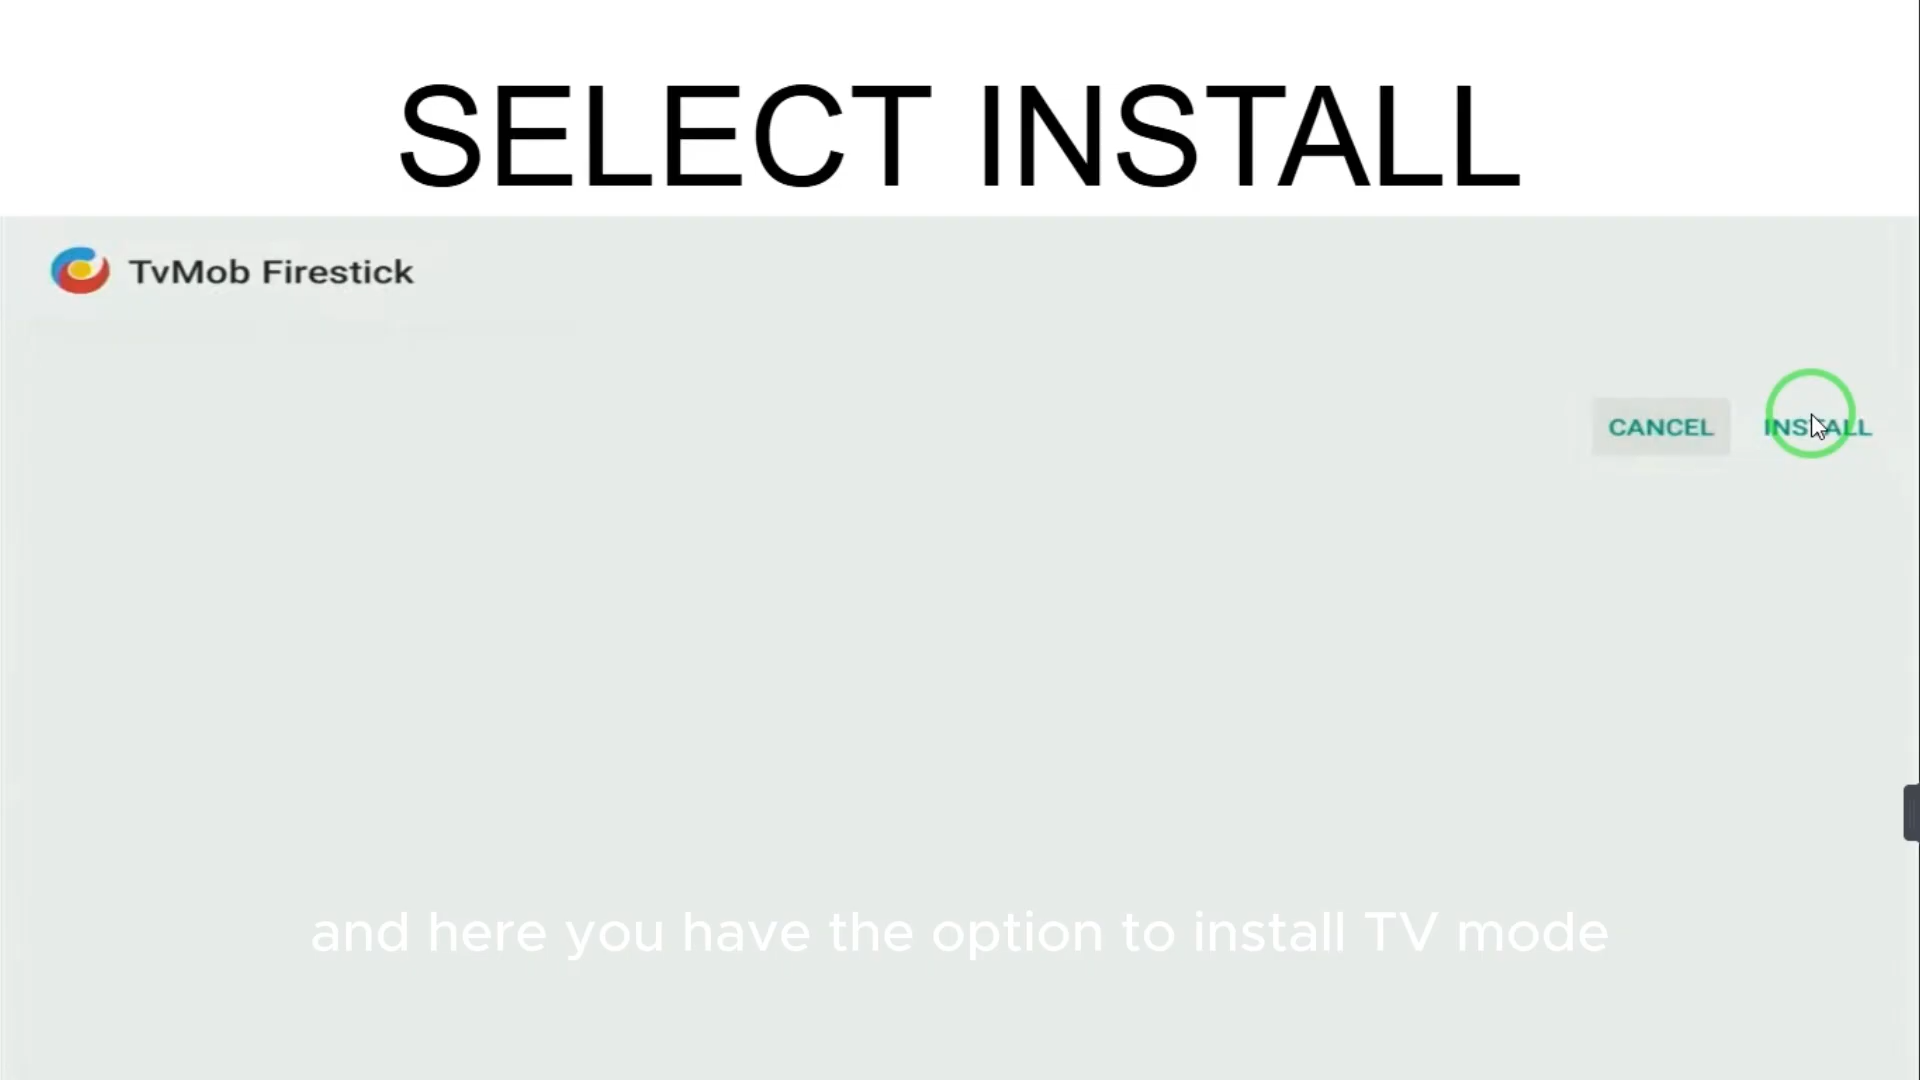 SELECT INSTALL
TvMob Firestick
CANCEL INSTALL
and here you have the option to install TV mode